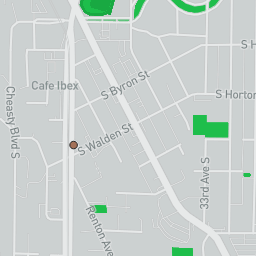 S H
S Byron St
Cafe Ibex
S Horton
Cheasty Blvd S
S Walden St
33rd Ave S
Renton Ave